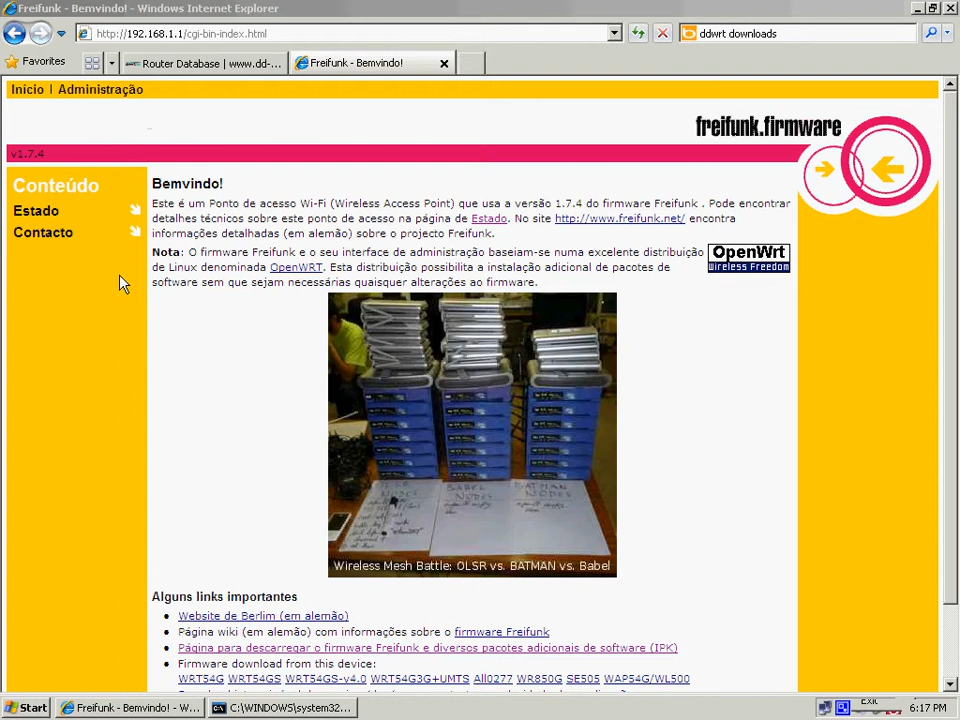 Freifunk - Benvindo! - Windows Internet Explorer
http://192.168.1.1/cgi-bin-index.html
ddwrt downloads
Favorites
Router Database | www.dd-...
Freifunk - Bemvindo!
Início | Administração
freifunk.firmware
v1.7.4
Conteúdo
Estado
Contacto
Bemvindo!
Este é um Ponto de acesso Wi-Fi (Wireless Access Point) que usa a versão 1.7.4 do firmware Freifunk . Pode encontrar
detalhes técnicos sobre este ponto de acesso na página de Estado. No site http://www.freifunk.net/ encontra
informações detalhadas (em alemão) sobre o projecto Freifunk.
Nota: O firmware Freifunk e o seu interface de administração baseiam-se numa excelente distribuição
de Linux denominada OpenWRT. Esta distribuição possibilita a instalação adicional de pacotes de
software sem que sejam necessárias quaisquer alterações ao firmware.
OpenWrt
Wireless Freedom
BABEL
NODES
BATMAN
NODES
Wireless Mesh Battle: OLSR vs. BATMAN vs. Babel
Alguns links importantes
Website de Berlim (em alemão)
Página wiki (em alemão) com informações sobre o firmware Freifunk
Página para descarregar o firmware Freifunk e diversos pacotes adicionais de software (IPK)
Firmware download from this device:
WRT54G WRT54GS WRT54GS-v4.0 WRT54G3G+UMTS All0277 WR850G SE505 WAP54G/WL500
Start
Freifunk - Bemvindo! - W...
C:\WINDOWS\system32...
Exit
6:17 PM